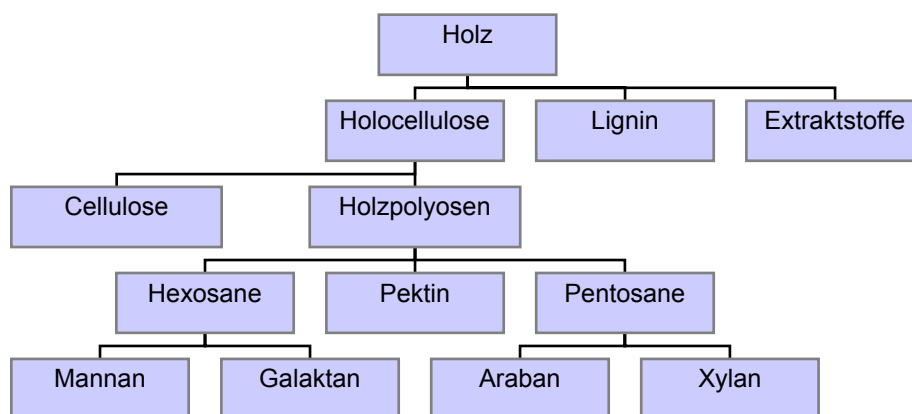 Holz
Holocellulose
Lignin
Extraktstoffe
Cellulose
Holzpolyosen
Hexosane
Pektin
Pentosane
Mannan
Galaktan
Araban
Xylan